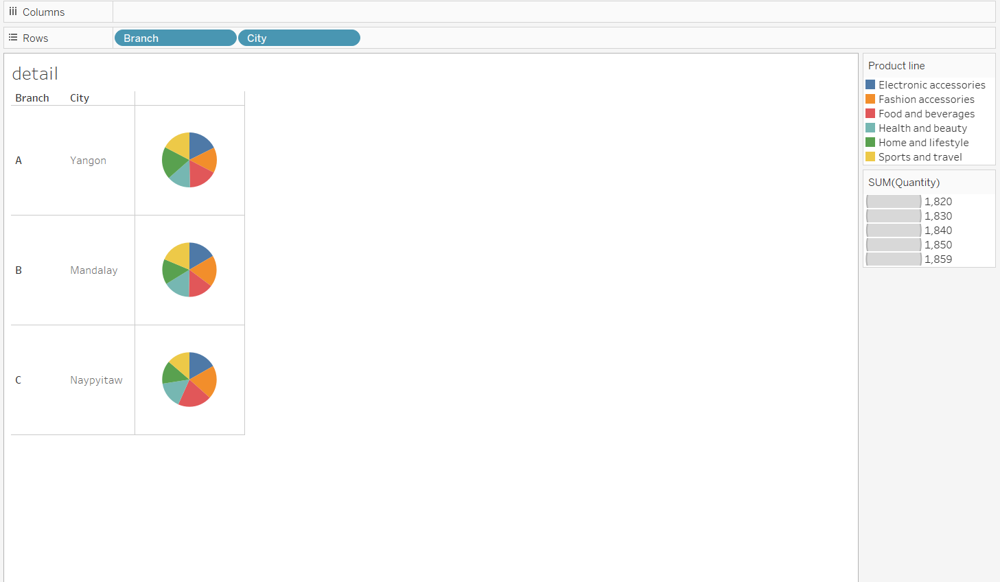 Columns
Rows Branch City
detail
Branch City
A Yangon
B Mandalay
C Naypyitaw
Product line
Electronic accessories
Fashion accessories
Food and beverages
Health and beauty
Home and lifestyle
Sports and travel
SUM(Quantity)
1,820
1,830
1,840
1,850
1,859